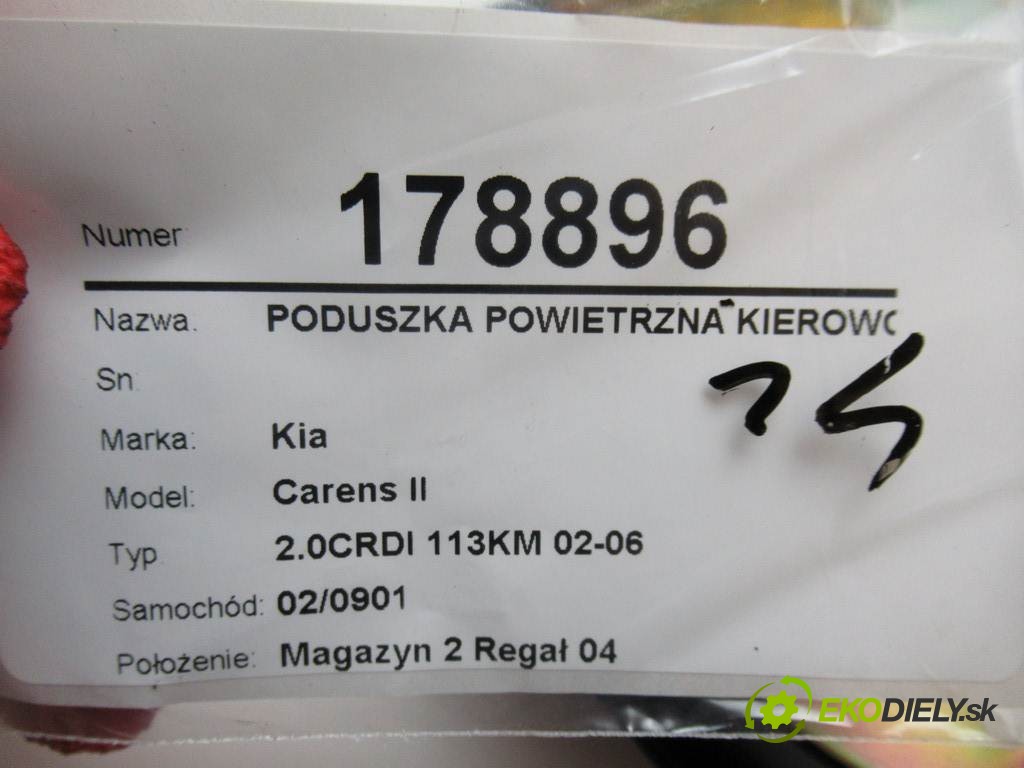 Numer 178896
Nazwa. PODUSZKA POWIETRZNA KIEROWC
Sn
Marka: Kia
Model: Carens II
Typ 2.0CRDI 113KM 02-06
Samochód: 02/0901
Położenie: Magazyn 2 Regał 04
EKODIELY.sk